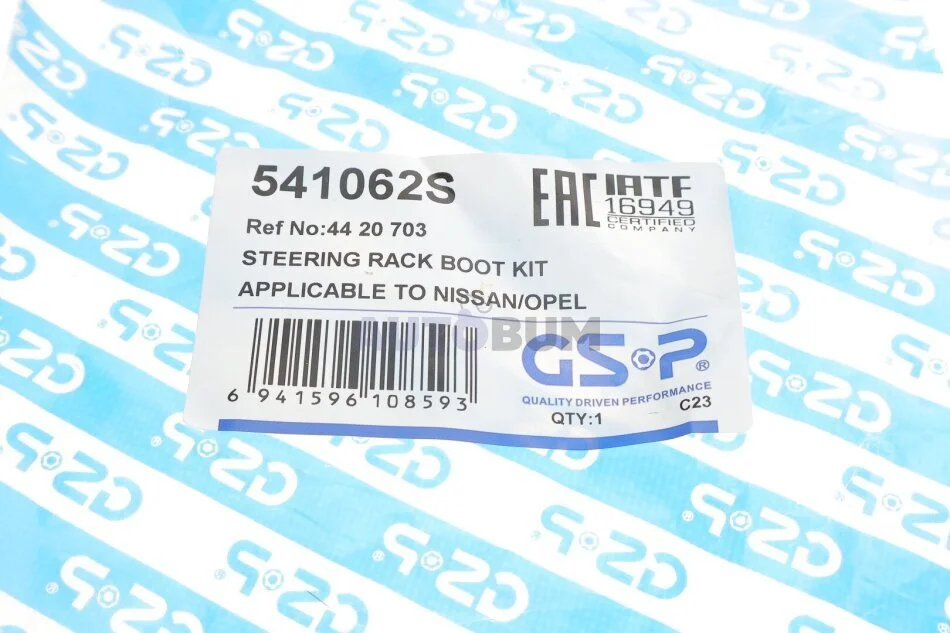 541062S
EAC
IATF
16949
CERTIFIED
COMPANY
Ref No:44 20 703
STEERING RACK BOOT KIT
APPLICABLE TO NISSAN/OPEL
AUTOBUM
6 941596 108593
GSP®
QUALITY DRIVEN PERFORMANCE
QTY:1
C23